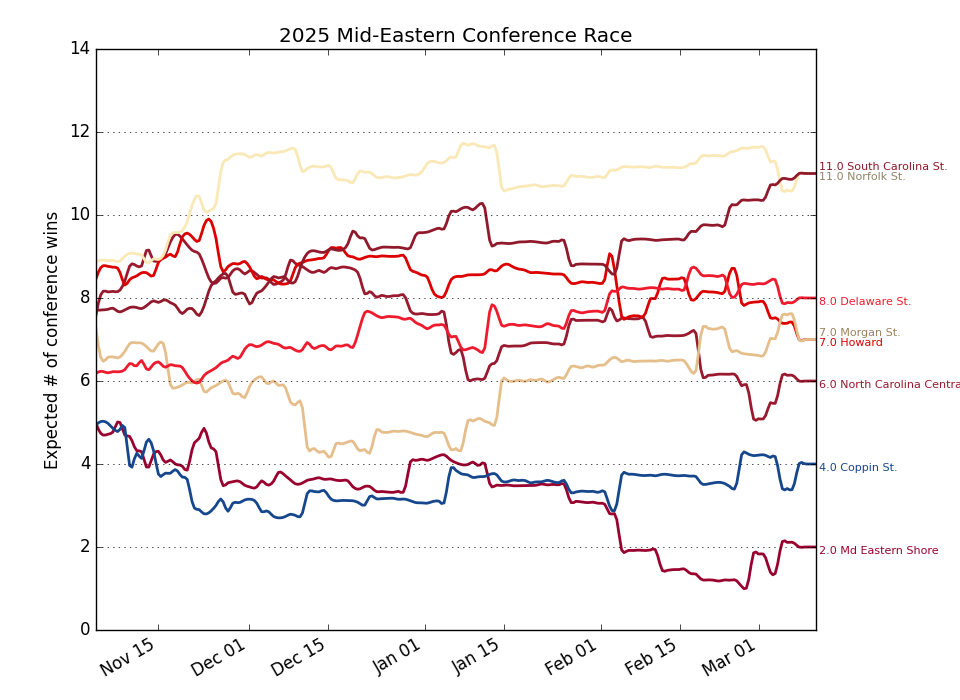 2025 Mid-Eastern Conference Race
Expected # of conference wins
14
12
10
8
6
4
2
0
Nov 15
Dec 01
Dec 15
Jan 01
Jan 15
Feb 01
Feb 15
Mar 01
11.0 South Carolina St.
11.0 Norfolk St.
8.0 Delaware St.
7.0 Morgan St.
7.0 Howard
6.0 North Carolina Centra
4.0 Coppin St.
2.0 Md Eastern Shore